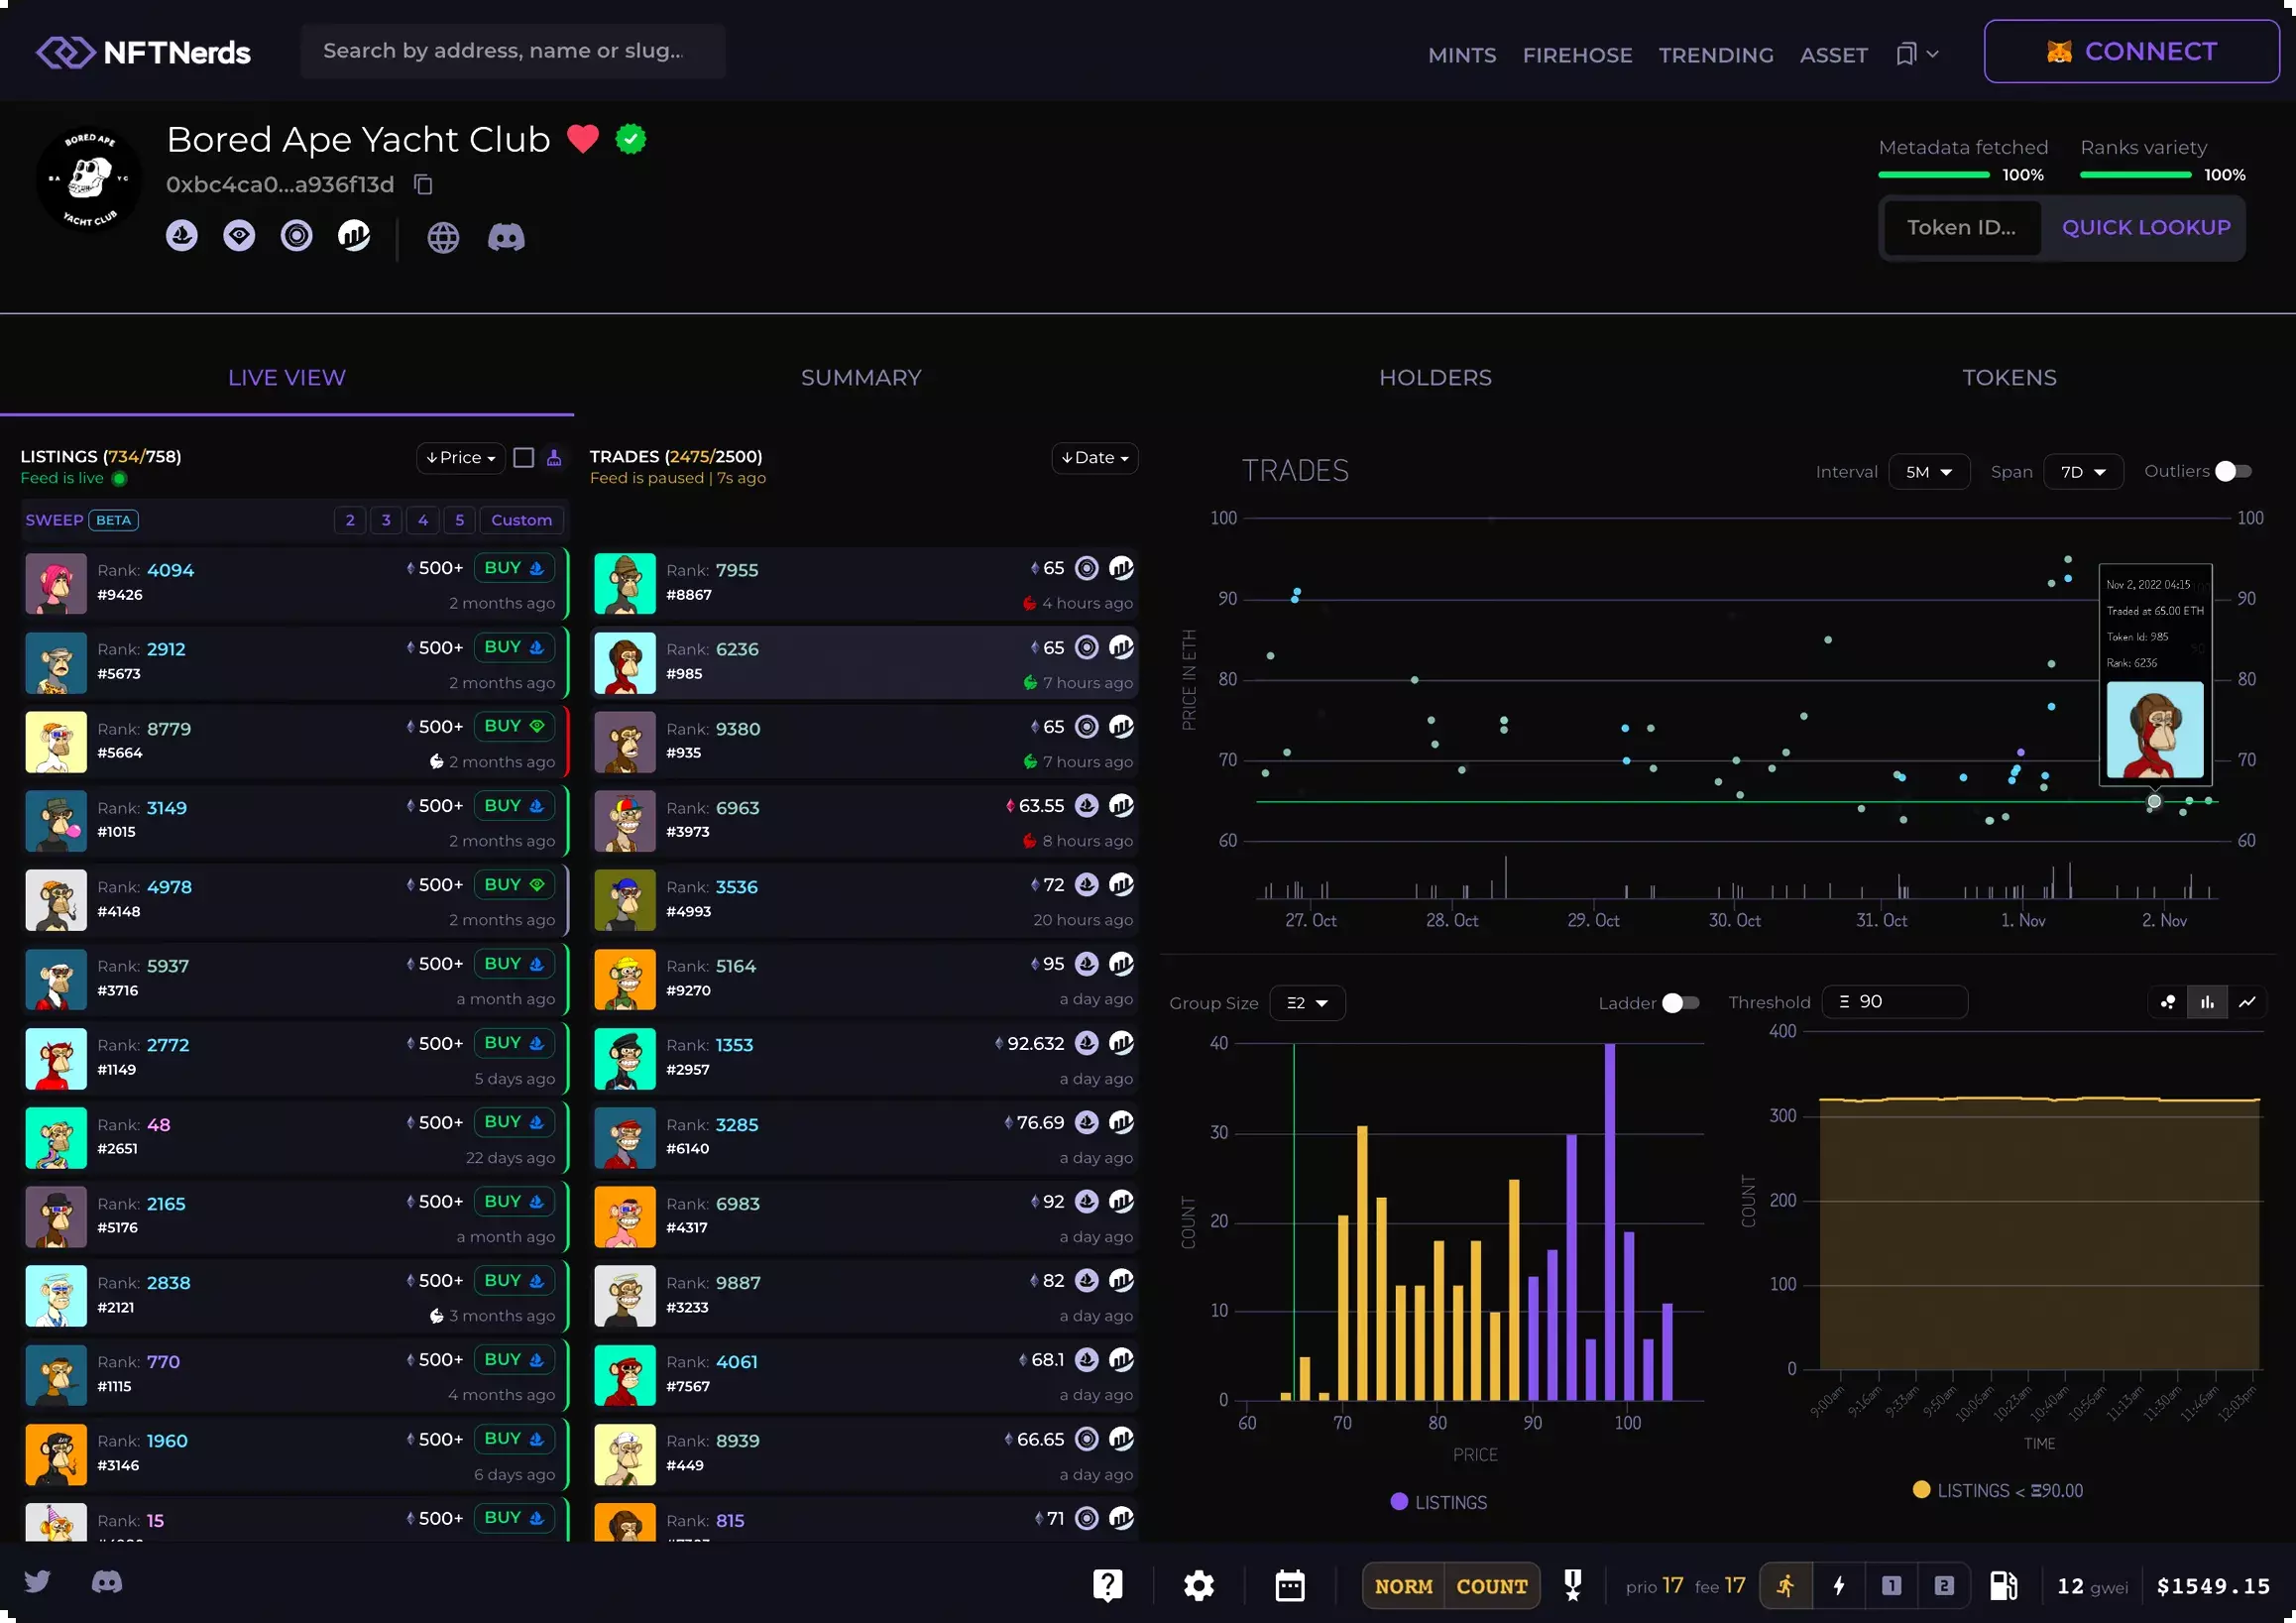 NFTNerds
Search by address, name or slug...
MINTS FIREHOSE TRENDING ASSET
CONNECT
BORED APE
BA YC
YACHT CLUB
Bored Ape Yacht Club
0xbc4ca0...a936f13d
Metadata fetched
100%
Ranks variety
100%
Token ID...
QUICK LOOKUP
LIVE VIEW
SUMMARY
HOLDERS
TOKENS
LISTINGS (734/758)
Feed is live
Price
SWEEP BETA
2 3 4 5 Custom
Rank: 4094 500+ BUY
#9426 2 months ago
Rank: 2912 500+ BUY
#5673 2 months ago
Rank: 8779 500+ BUY
#5664 2 months ago
Rank: 3149 500+ BUY
#1015 2 months ago
Rank: 4978 500+ BUY
#4148 2 months ago
Rank: 5937 500+ BUY
#3716 a month ago
Rank: 2772 500+ BUY
#1149 5 days ago
Rank: 48 500+ BUY
#2651 22 days ago
Rank: 2165 500+ BUY
#5176 a month ago
Rank: 2838 500+ BUY
#2121 3 months ago
Rank: 770 500+ BUY
#1115 4 months ago
Rank: 1960 500+ BUY
#3146 6 days ago
Rank: 15 500+ BUY
TRADES (2475/2500)
Feed is paused | 7s ago
Date
Rank: 7955 65
#8867 4 hours ago
Rank: 6236 65
#985 7 hours ago
Rank: 9380 65
#935 7 hours ago
Rank: 6963 63.55
#3973 8 hours ago
Rank: 3536 72
#4993 20 hours ago
Rank: 5164 95
#9270 a day ago
Rank: 1353 92.632
#2957 a day ago
Rank: 3285 76.69
#6140 a day ago
Rank: 6983 92
#4317 a day ago
Rank: 9887 82
#3233 a day ago
Rank: 4061 68.1
#7567 a day ago
Rank: 8939 66.65
#449 a day ago
Rank: 815 71
TRADES
Interval 5M Span 7D Outliers
PRICE IN ETH
100 100
90 90
80 80
70 70
60 60
Nov 2, 2022 04:15
Traded at 65.00 ETH
Token Id: 985
Rank: 6236
27. Oct 28. Oct 29. Oct 30. Oct 31. Oct 1. Nov 2. Nov
Group Size Ξ2
Ladder
COUNT
40
30
20
10
0
60 70 80 90 100
PRICE
LISTINGS
Threshold Ξ 90
COUNT
400
300
200
100
0
9:00am 9:16am 9:33am 9:50am 10:06am 10:23am 10:40am 10:56am 11:13am 11:30am 11:46am 12:03pm
TIME
LISTINGS < Ξ90.00
NORM COUNT
prio 17 fee 17
1 2
12 gwei
$1549.15